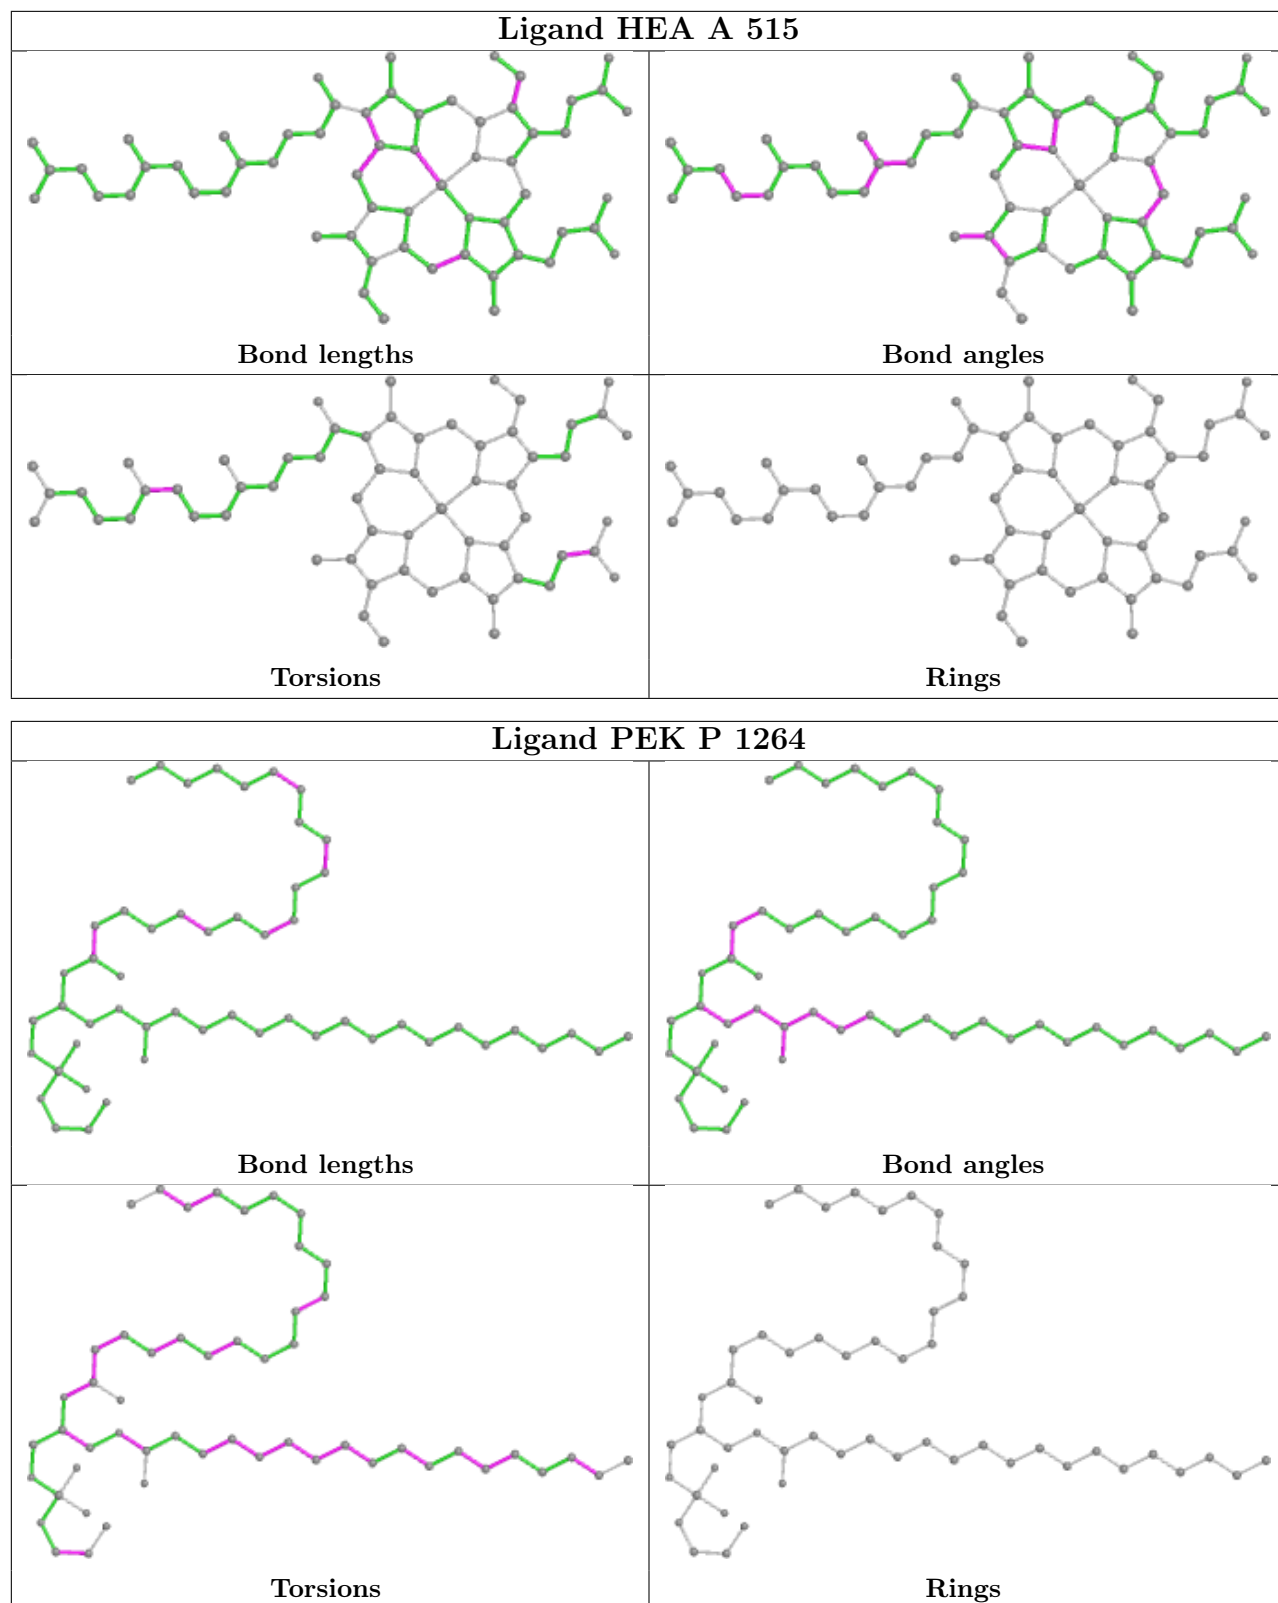 Ligand HEA A 515
Bond lengths
Bond angles
Torsions
Rings
Ligand PEK P 1264
Bond lengths
Bond angles
Torsions
Rings